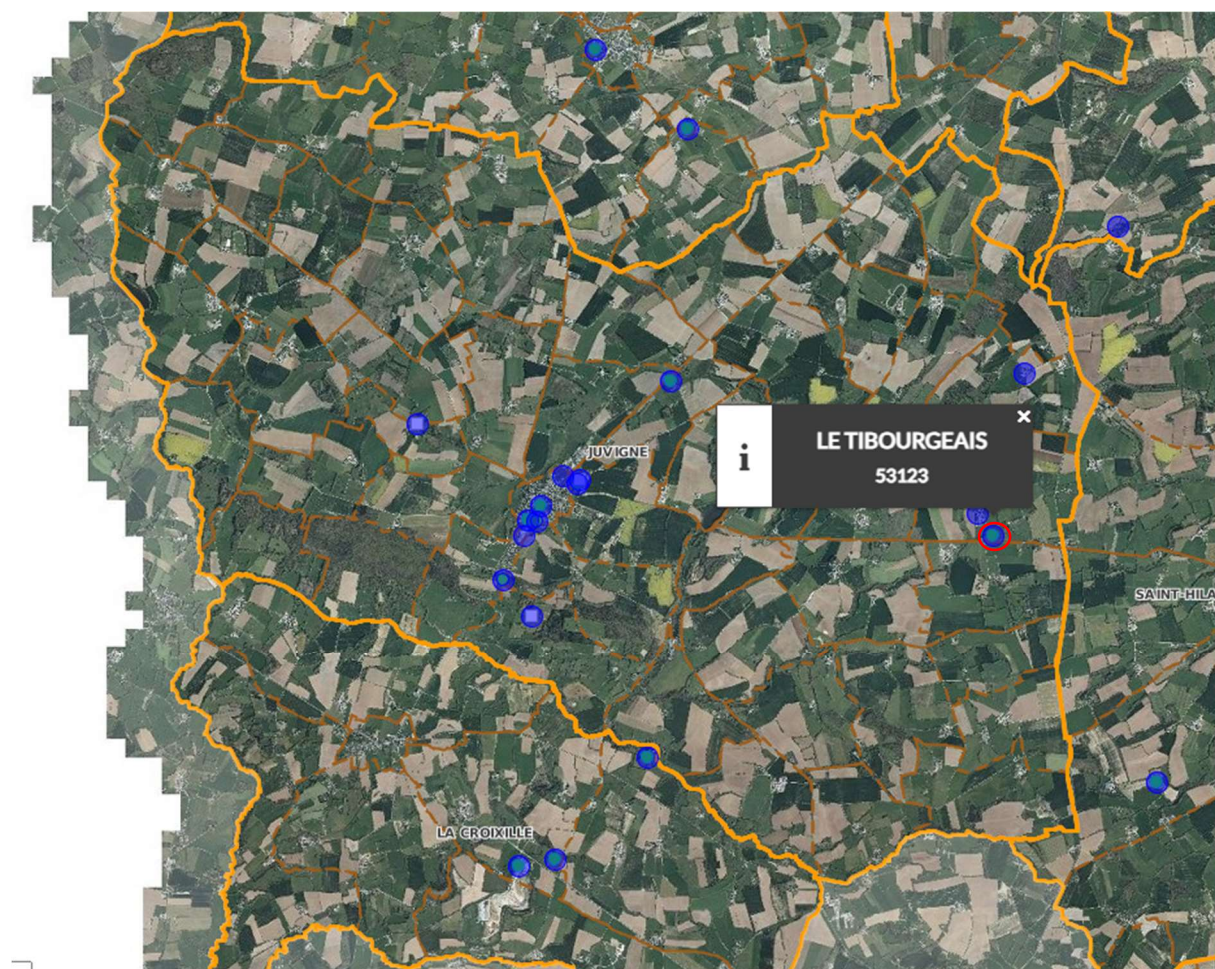 ×
i
LE TIBOURGEAIS
53123
JUVIGNE
SAINT-HILA
LA CROIXILLE